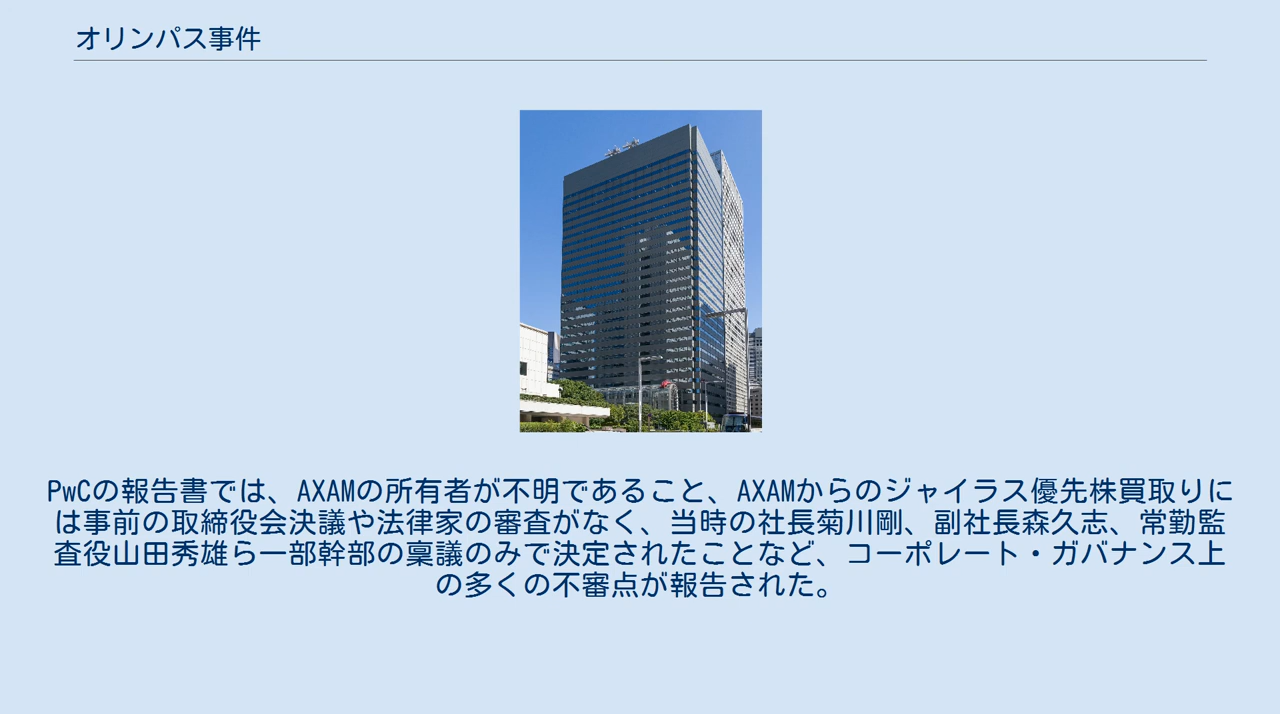 オリンパス事件
PwCの報告書では、AXAMの所有者が不明であること、AXAMからのジャイラス優先株買取りに
は事前の取締役会決議や法律家の審査がなく、当時の社長菊川剛、副社長森久志、常勤監
査役山田秀雄ら一部幹部の稟議のみで決定されたことなど、コーポレート・ガバナンス上
の多くの不審点が報告された。